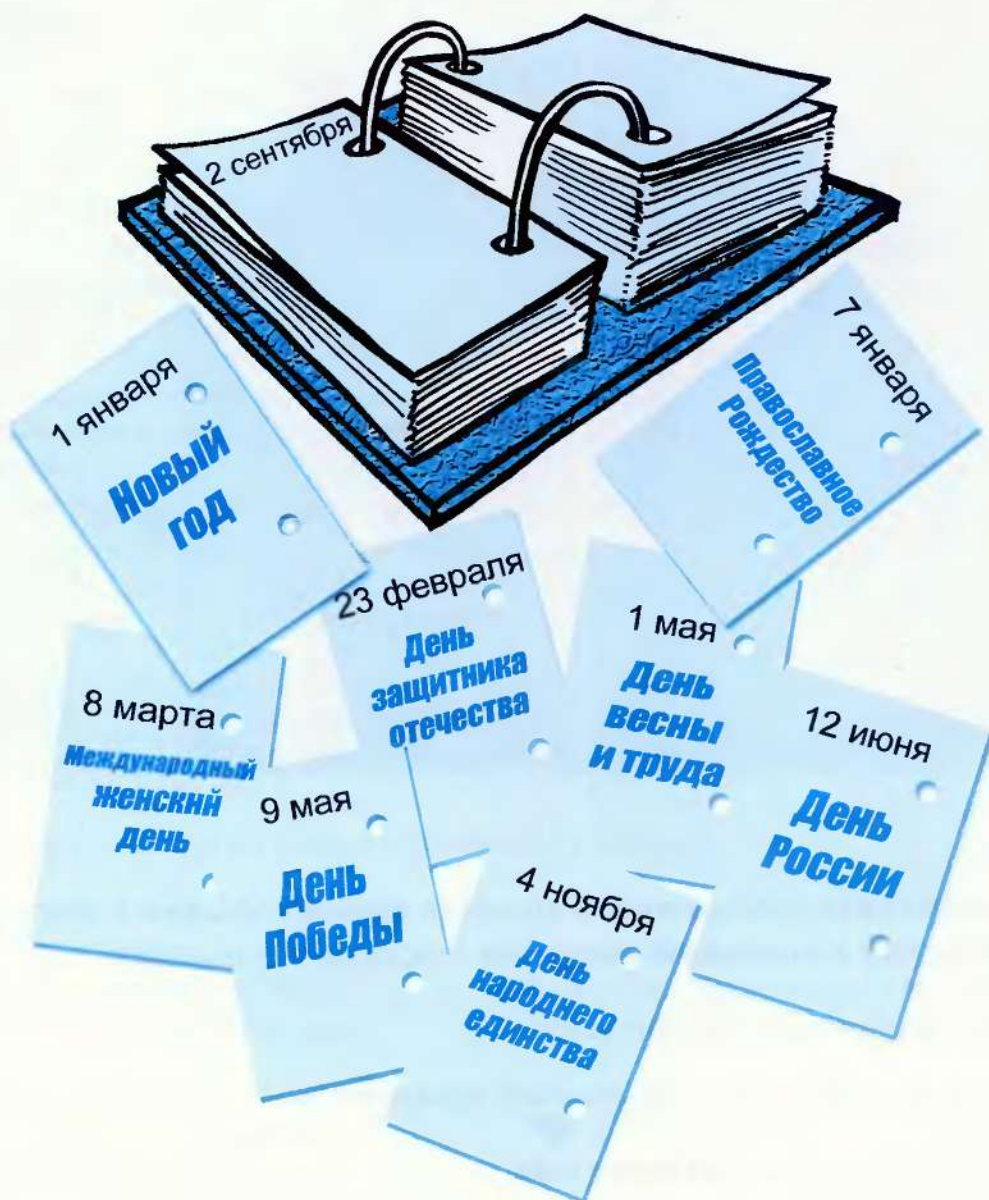 2 сентября
1 января
Новый
год
7 января
Православное
Рождество
23 февраля
День
защитника
отечества
1 мая
День
весны
и труда
8 марта
Международный
женский
день
12 июня
День
России
9 мая
День
Победы
4 ноября
День
народнего
единства